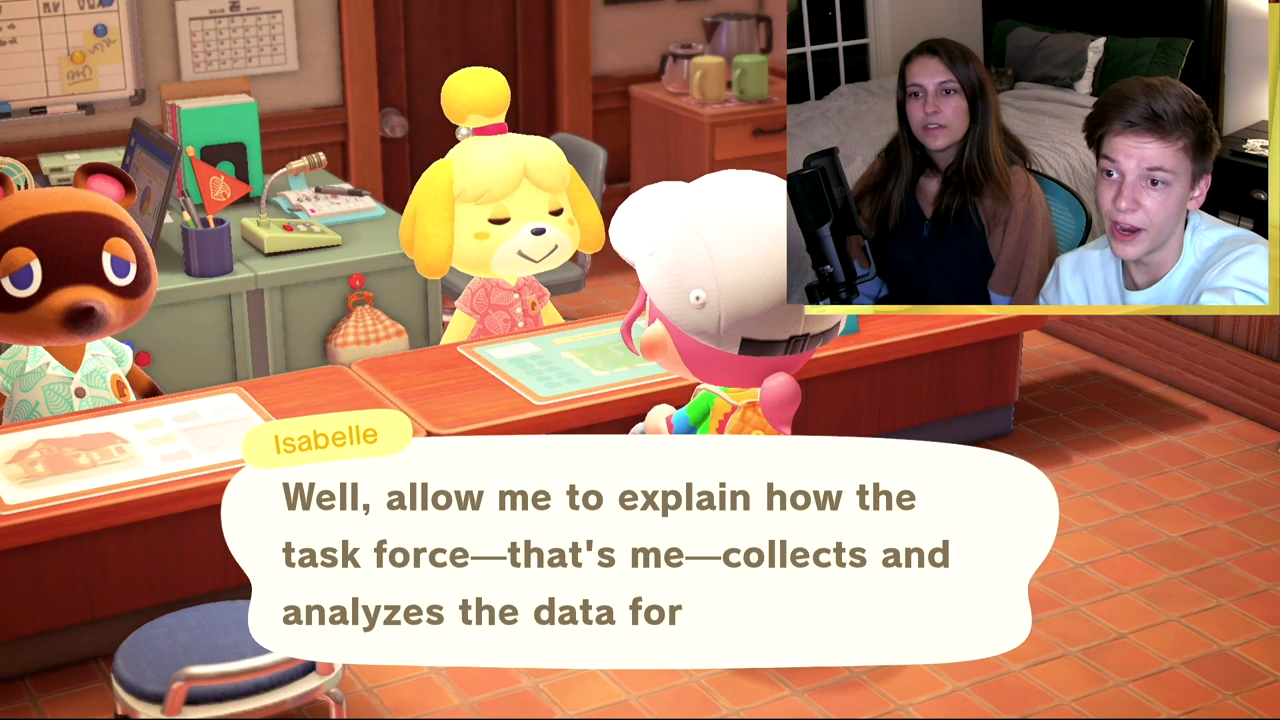 Isabelle
Well, allow me to explain how the
task force—that's me—collects and
analyzes the data for